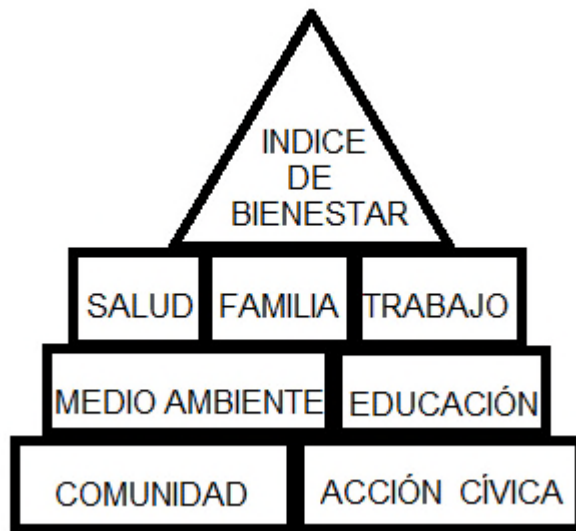 INDICE
DE
BIENESTAR
SALUD FAMILIA TRABAJO
MEDIO AMBIENTE EDUCACIÓN
COMUNIDAD ACCIÓN CÍVICA